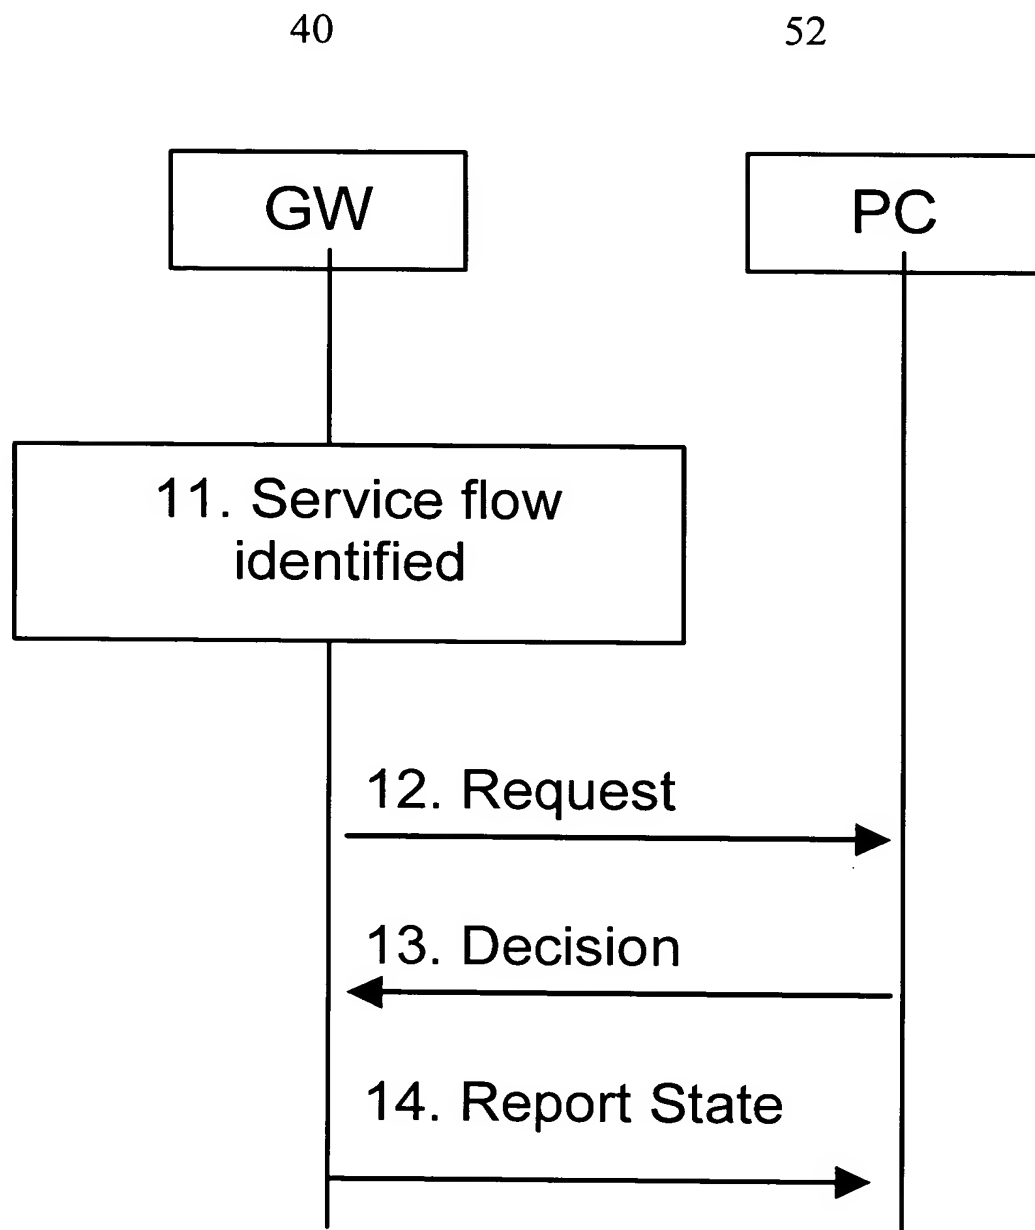 40 52
GW PC
11. Service flow
identified
12. Request
13. Decision
14. Report State